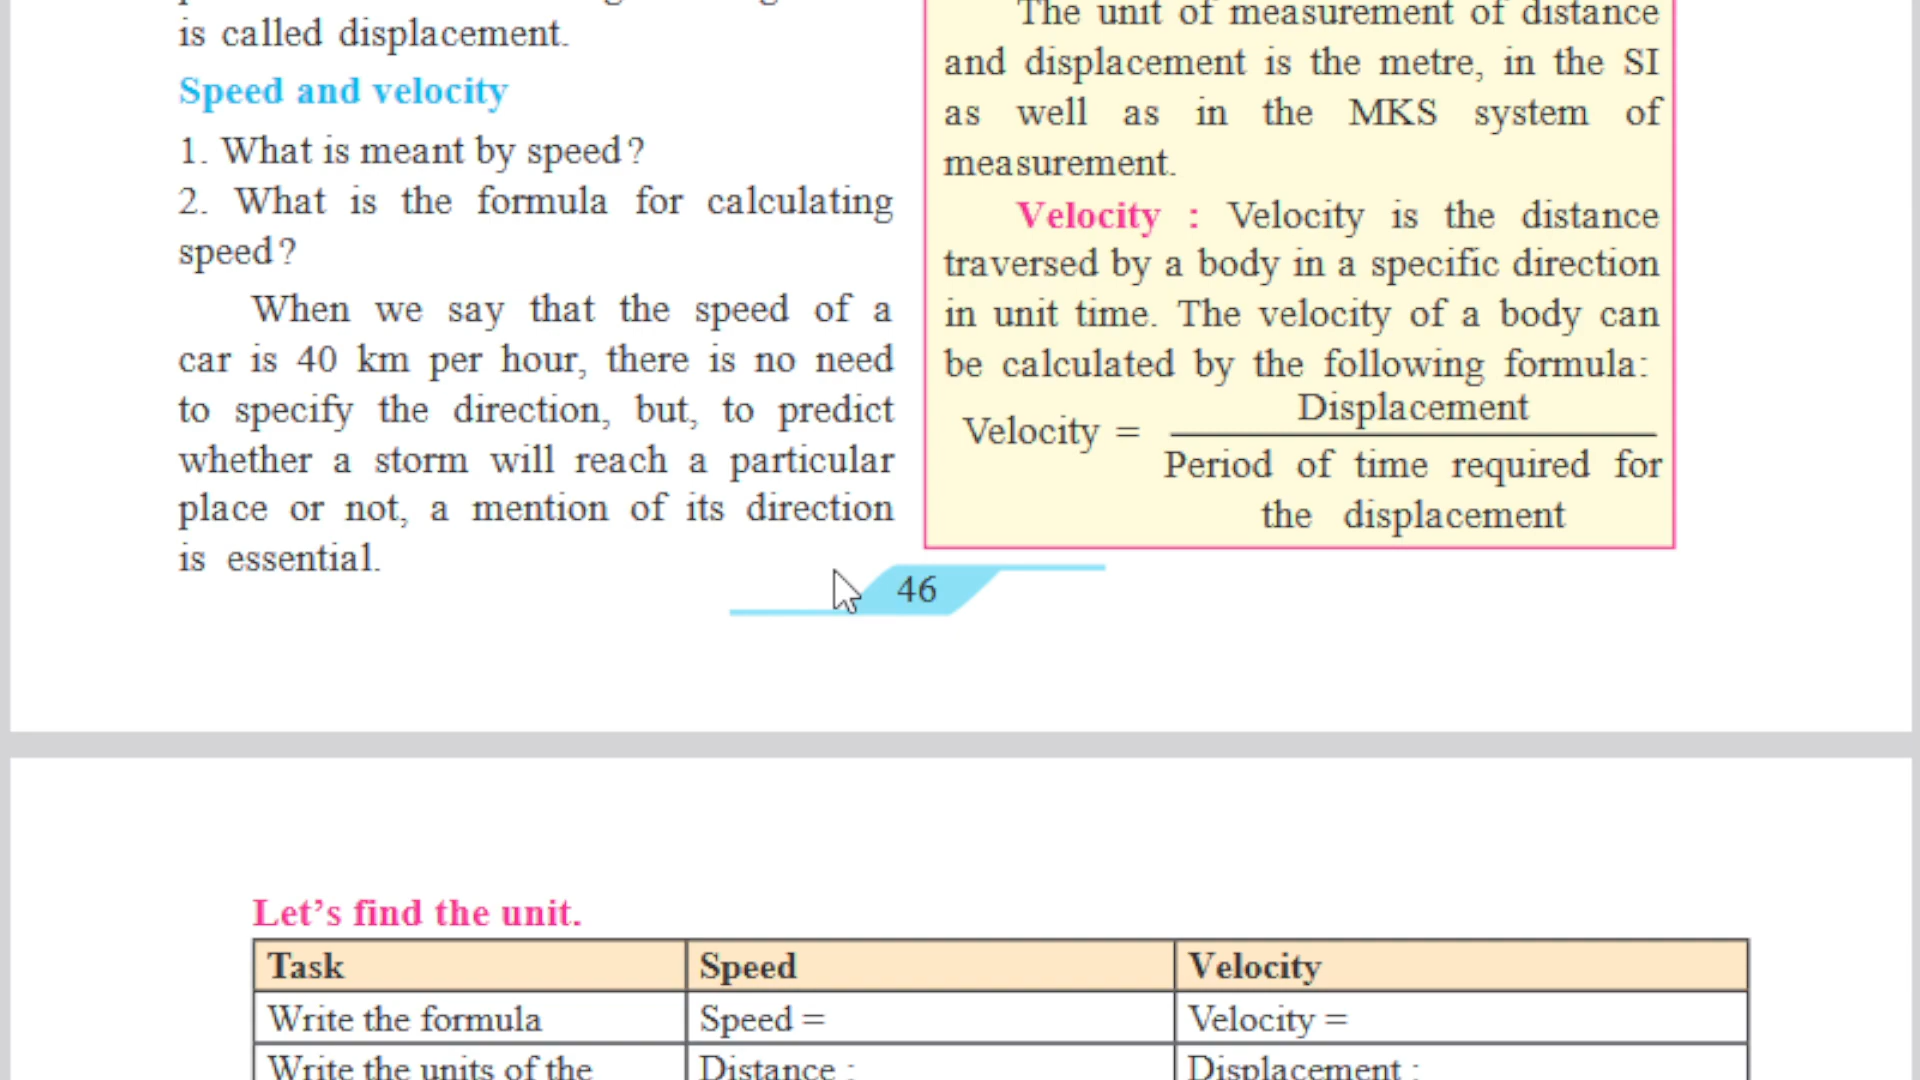 is called displacement.
Speed and velocity
1. What is meant by speed?
2. What is the formula for calculating
speed?
When we say that the speed of a
car is 40 km per hour, there is no need
to specify the direction, but, to predict
whether a storm will reach a particular
place or not, a mention of its direction
is essential.
The unit of measurement of distance
and displacement is the metre, in the SI
as well as in the MKS system of
measurement.
Velocity : Velocity is the distance
traversed by a body in a specific direction
in unit time. The velocity of a body can
be calculated by the following formula:
Displacement
Velocity =
Period of time required for
the displacement
46
Let's find the unit.
Task Speed Velocity
Write the formula Speed = Velocity =
Write the units of the Distance : Displacement :